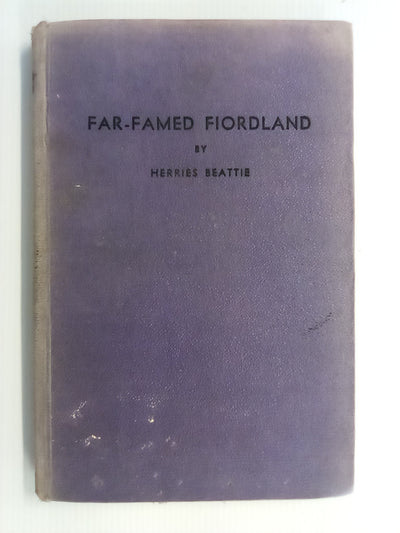 FAR-FAMED FIORDLAND
BY
HERRIES BEATTIE